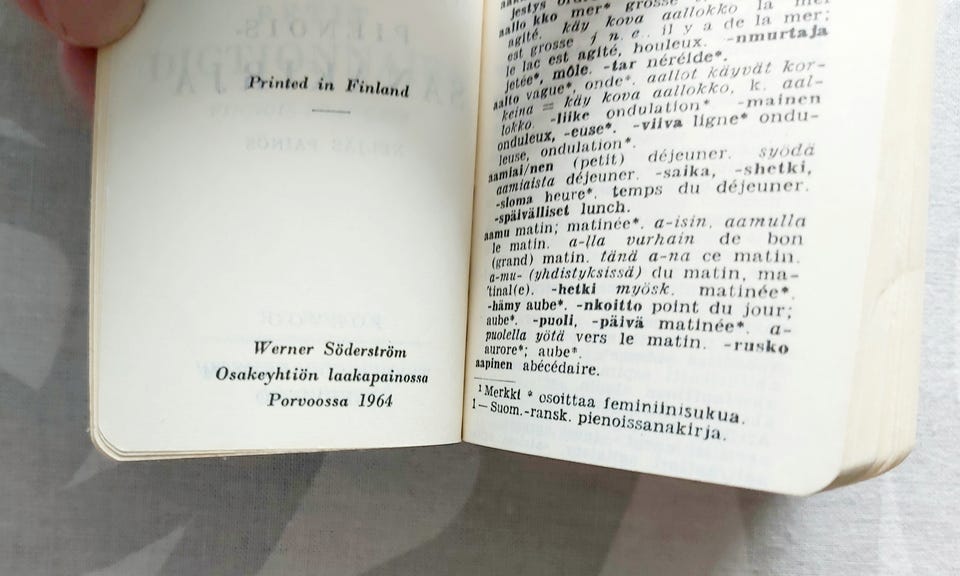 Printed in Finland
Werner Söderström
Osakeyhtiön laakapainossa
Porvoossa 1964
jestys
aallo kko mer* grosse
agité. käy kova aallokko la mer
est grosse j n e. il y a de la mer;
le lac est agité, houleux. -nmurtaja
jetée*, môle. -tar néréide*.
aalto vague*, onde*. aallot käyvät kor-
keina = käy kova aallokko, k. aal-
lokko. -liike ondulation* -mainen
onduleux, -euse*. -viiva ligne* ondu-
leuse, ondulation*.
aamiai/nen (petit) déjeuner. syödä
aamiaista déjeuner. -saika, -shetki,
-sloma heure*, temps du déjeuner.
-späivälliset lunch.
aamu matin; matinée*. a-isin, aamulla
le matin. a-lla varhain de bon
(grand) matin. tänä a-na ce matin.
a-mu- (yhdistyksissä) du matin, ma-
tinal(e). -hetki myösk. matinée*.
-hämy aube*. -nkoitto point du jour;
aube*. -puoli, -päivä matinée*. a-
puolella yötä vers le matin. -rusko
aurore*; aube*.
aapinen abécédaire.
¹ Merkki * osoittaa feminiinisukua.
1 — Suom.-ransk. pienoissanakirja.